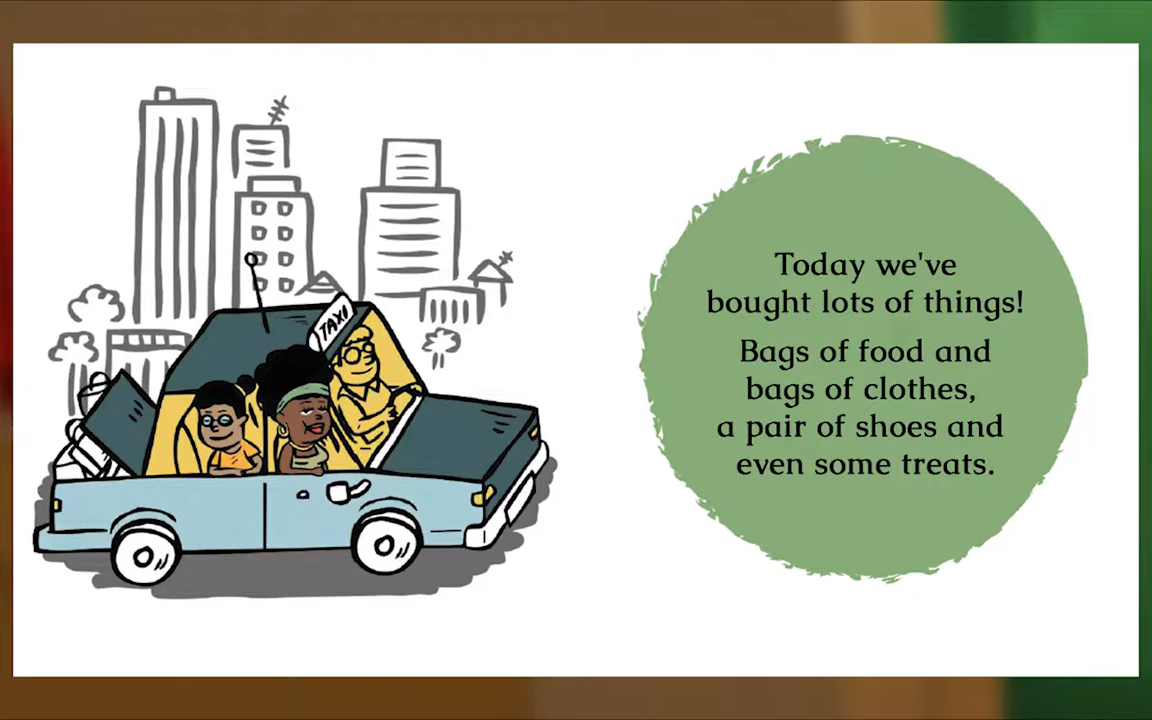 TAXI
Today we've
bought lots of things!
Bags of food and
bags of clothes,
a pair of shoes and
even some treats.